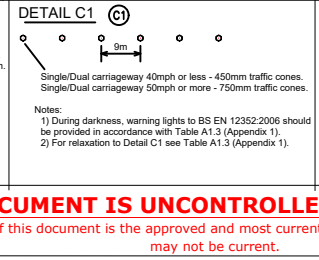 DETAIL C1 C1
9m
m.
Single/Dual carriageway 40mph or less - 450mm traffic cones.
Single/Dual carriageway 50mph or more - 750mm traffic cones.
Notes:
1) During darkness, warning lights to BS EN 12352:2006 should
be provided in accordance with Table A1.3 (Appendix 1).
2) For relaxation to Detail C1 see Table A1.3 (Appendix 1).
CUMENT IS UNCONTROLLE
f this document is the approved and most current
may not be current.